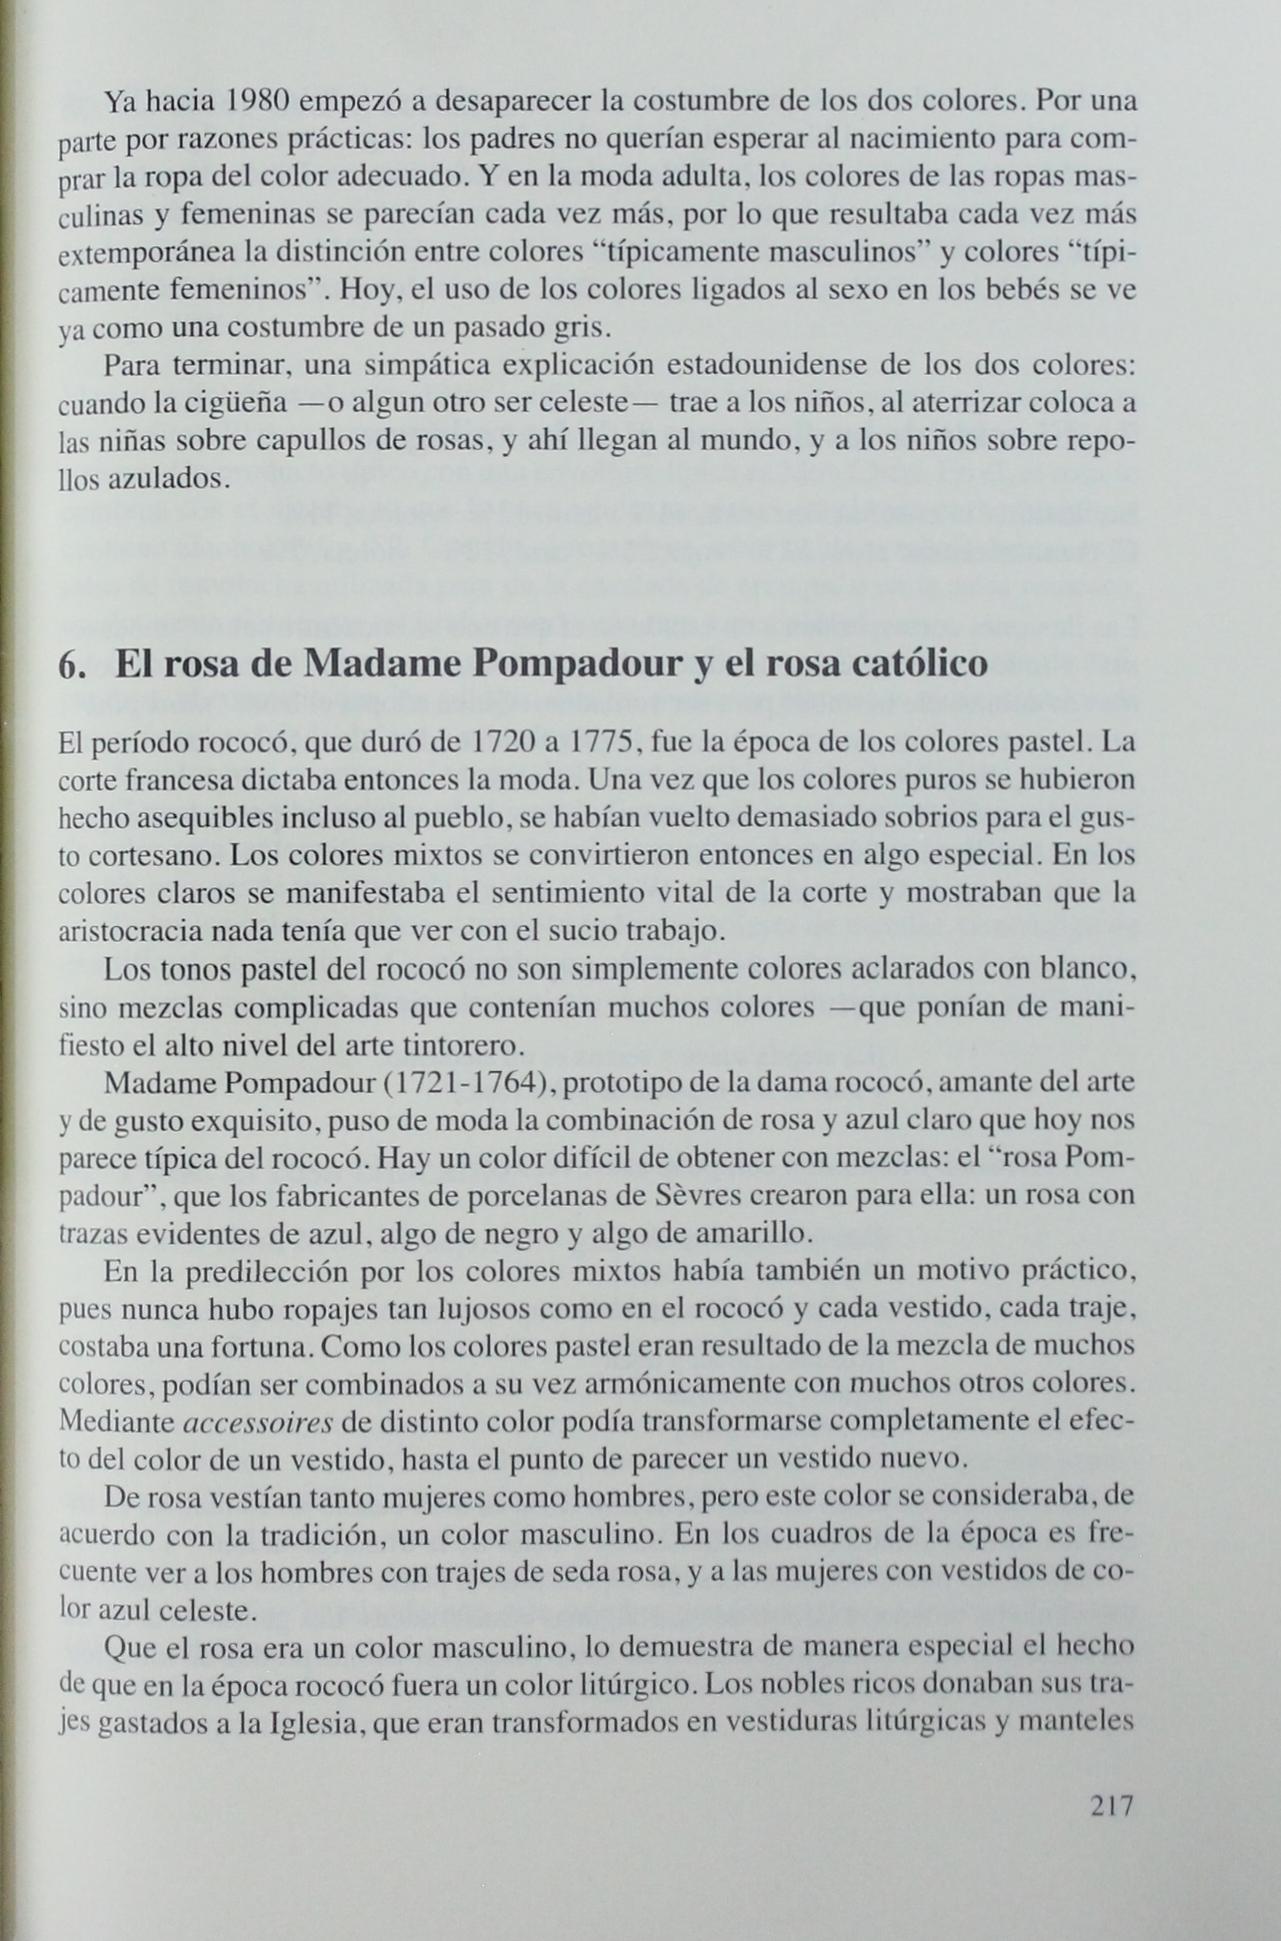 Ya hacia 1980 empezó a desaparecer la costumbre de los dos colores. Por una
parte por razones prácticas: los padres no querían esperar al nacimiento para com-
prar la ropa del color adecuado. Y en la moda adulta, los colores de las ropas mas-
culinas y femeninas se parecían cada vez más, por lo que resultaba cada vez más
extemporánea la distinción entre colores “típicamente masculinos” y colores “típi-
camente femeninos”. Hoy, el uso de los colores ligados al sexo en los bebés se ve
ya como una costumbre de un pasado gris.
Para terminar, una simpática explicación estadounidense de los dos colores:
cuando la cigüeña —o algun otro ser celeste— trae a los niños, al aterrizar coloca a
las niñas sobre capullos de rosas, y ahí llegan al mundo, y a los niños sobre repo-
llos azulados.
6. El rosa de Madame Pompadour y el rosa católico
El período rococó, que duró de 1720 a 1775, fue la época de los colores pastel. La
corte francesa dictaba entonces la moda. Una vez que los colores puros se hubieron
hecho asequibles incluso al pueblo, se habían vuelto demasiado sobrios para el gus-
to cortesano. Los colores mixtos se convirtieron entonces en algo especial. En los
colores claros se manifestaba el sentimiento vital de la corte y mostraban que la
aristocracia nada tenía que ver con el sucio trabajo.
Los tonos pastel del rococó no son simplemente colores aclarados con blanco,
sino mezclas complicadas que contenían muchos colores —que ponían de mani-
fiesto el alto nivel del arte tintorero.
Madame Pompadour (1721-1764), prototipo de la dama rococó, amante del arte
y de gusto exquisito, puso de moda la combinación de rosa y azul claro que hoy nos
parece típica del rococó. Hay un color difícil de obtener con mezclas: el “rosa Pom-
padour”, que los fabricantes de porcelanas de Sèvres crearon para ella: un rosa con
trazas evidentes de azul, algo de negro y algo de amarillo.
En la predilección por los colores mixtos había también un motivo práctico,
pues nunca hubo ropajes tan lujosos como en el rococó y cada vestido, cada traje,
costaba una fortuna. Como los colores pastel eran resultado de la mezcla de muchos
colores, podían ser combinados a su vez armónicamente con muchos otros colores.
Mediante accessoires de distinto color podía transformarse completamente el efec-
to del color de un vestido, hasta el punto de parecer un vestido nuevo.
De rosa vestían tanto mujeres como hombres, pero este color se consideraba, de
acuerdo con la tradición, un color masculino. En los cuadros de la época es fre-
cuente ver a los hombres con trajes de seda rosa, y a las mujeres con vestidos de co-
lor azul celeste.
Que el rosa era un color masculino, lo demuestra de manera especial el hecho
de que en la época rococó fuera un color litúrgico. Los nobles ricos donaban sus tra-
jes gastados a la Iglesia, que eran transformados en vestiduras litúrgicas y manteles
217